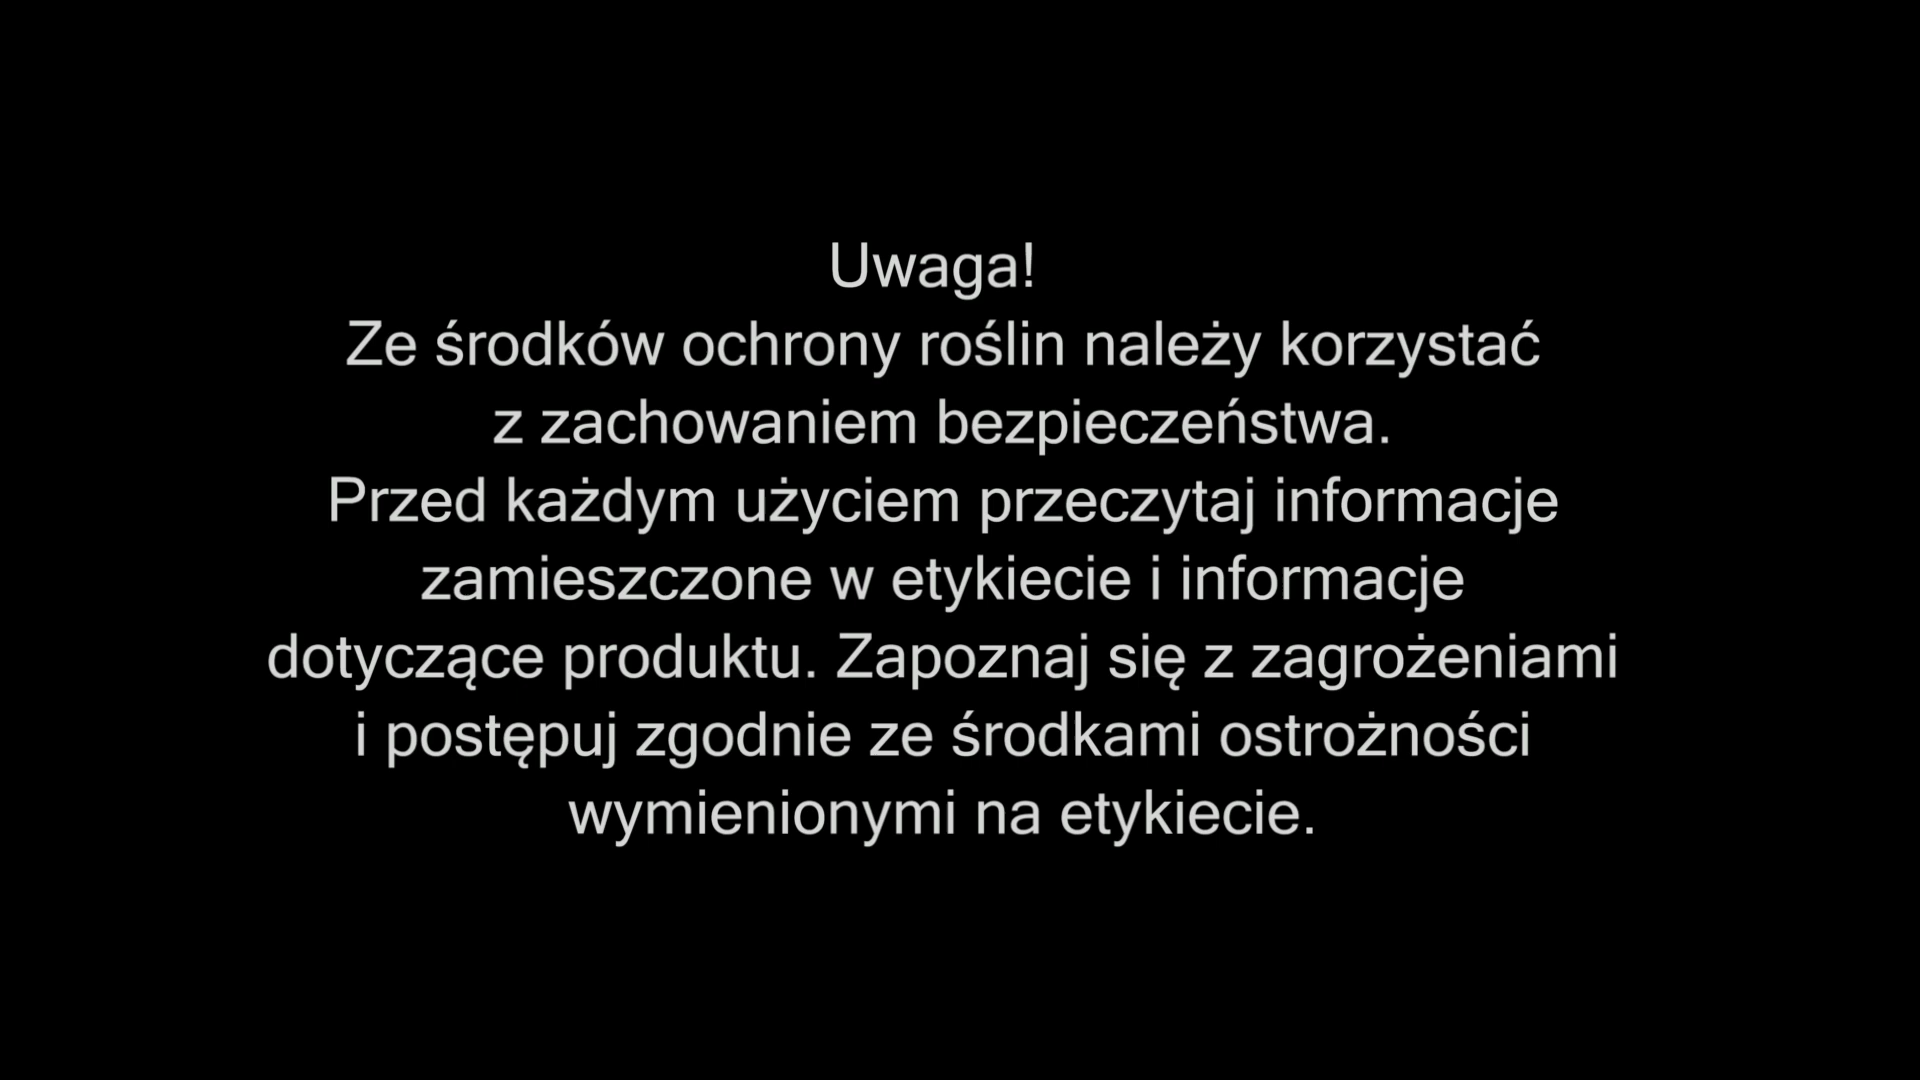 Uwaga!
Ze środków ochrony roślin należy korzystać
z zachowaniem bezpieczeństwa.
Przed każdym użyciem przeczytaj informacje
zamieszczone w etykiecie i informacje
dotyczące produktu. Zapoznaj się z zagrożeniami
i postępuj zgodnie ze środkami ostrożności
wymienionymi na etykiecie.